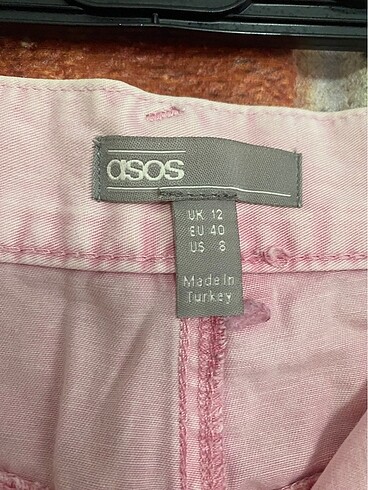 asos
UK 12
EU 40
US 8
Made in
Turkey